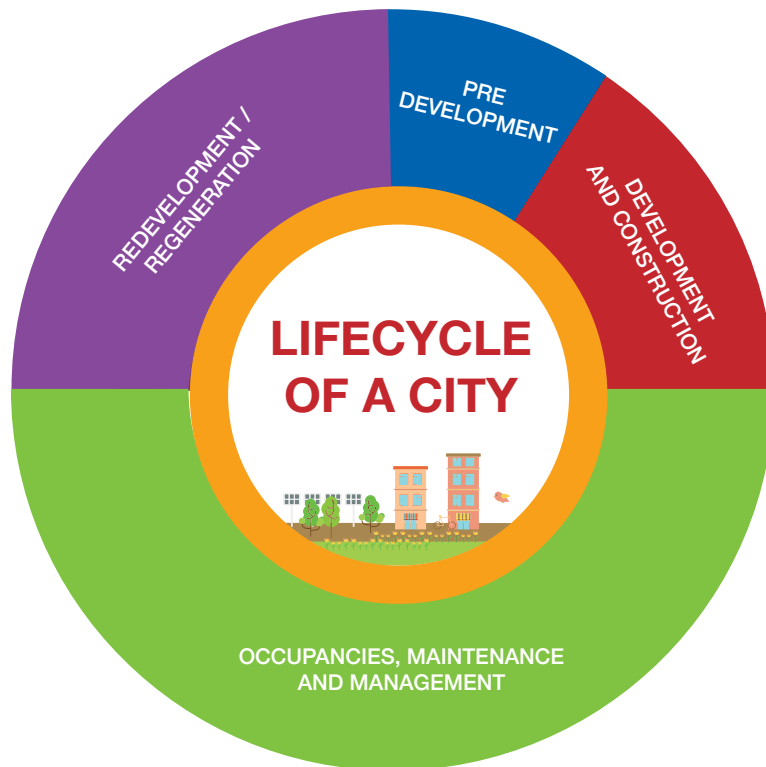 LIFECYCLE
OF A CITY
PRE
DEVELOPMENT
DEVELOPMENT
AND CONSTRUCTION
OCCUPANCIES, MAINTENANCE
AND MANAGEMENT
REDEVELOPMENT /
REGENERATION